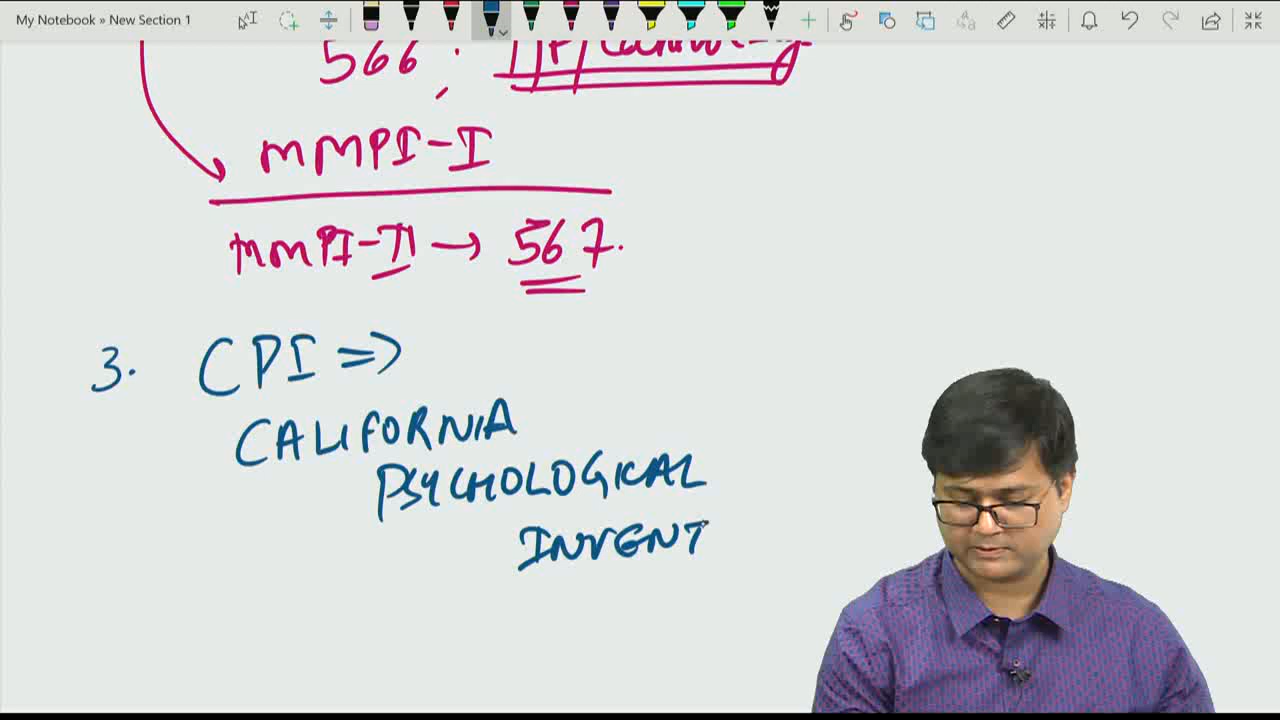 My Notebook » New Section 1
566 :
MMPI-I
MMPI-II → 567.
3. CPI ⇒
CALIFORNIA
PSYCHOLOGICAL
INVENT